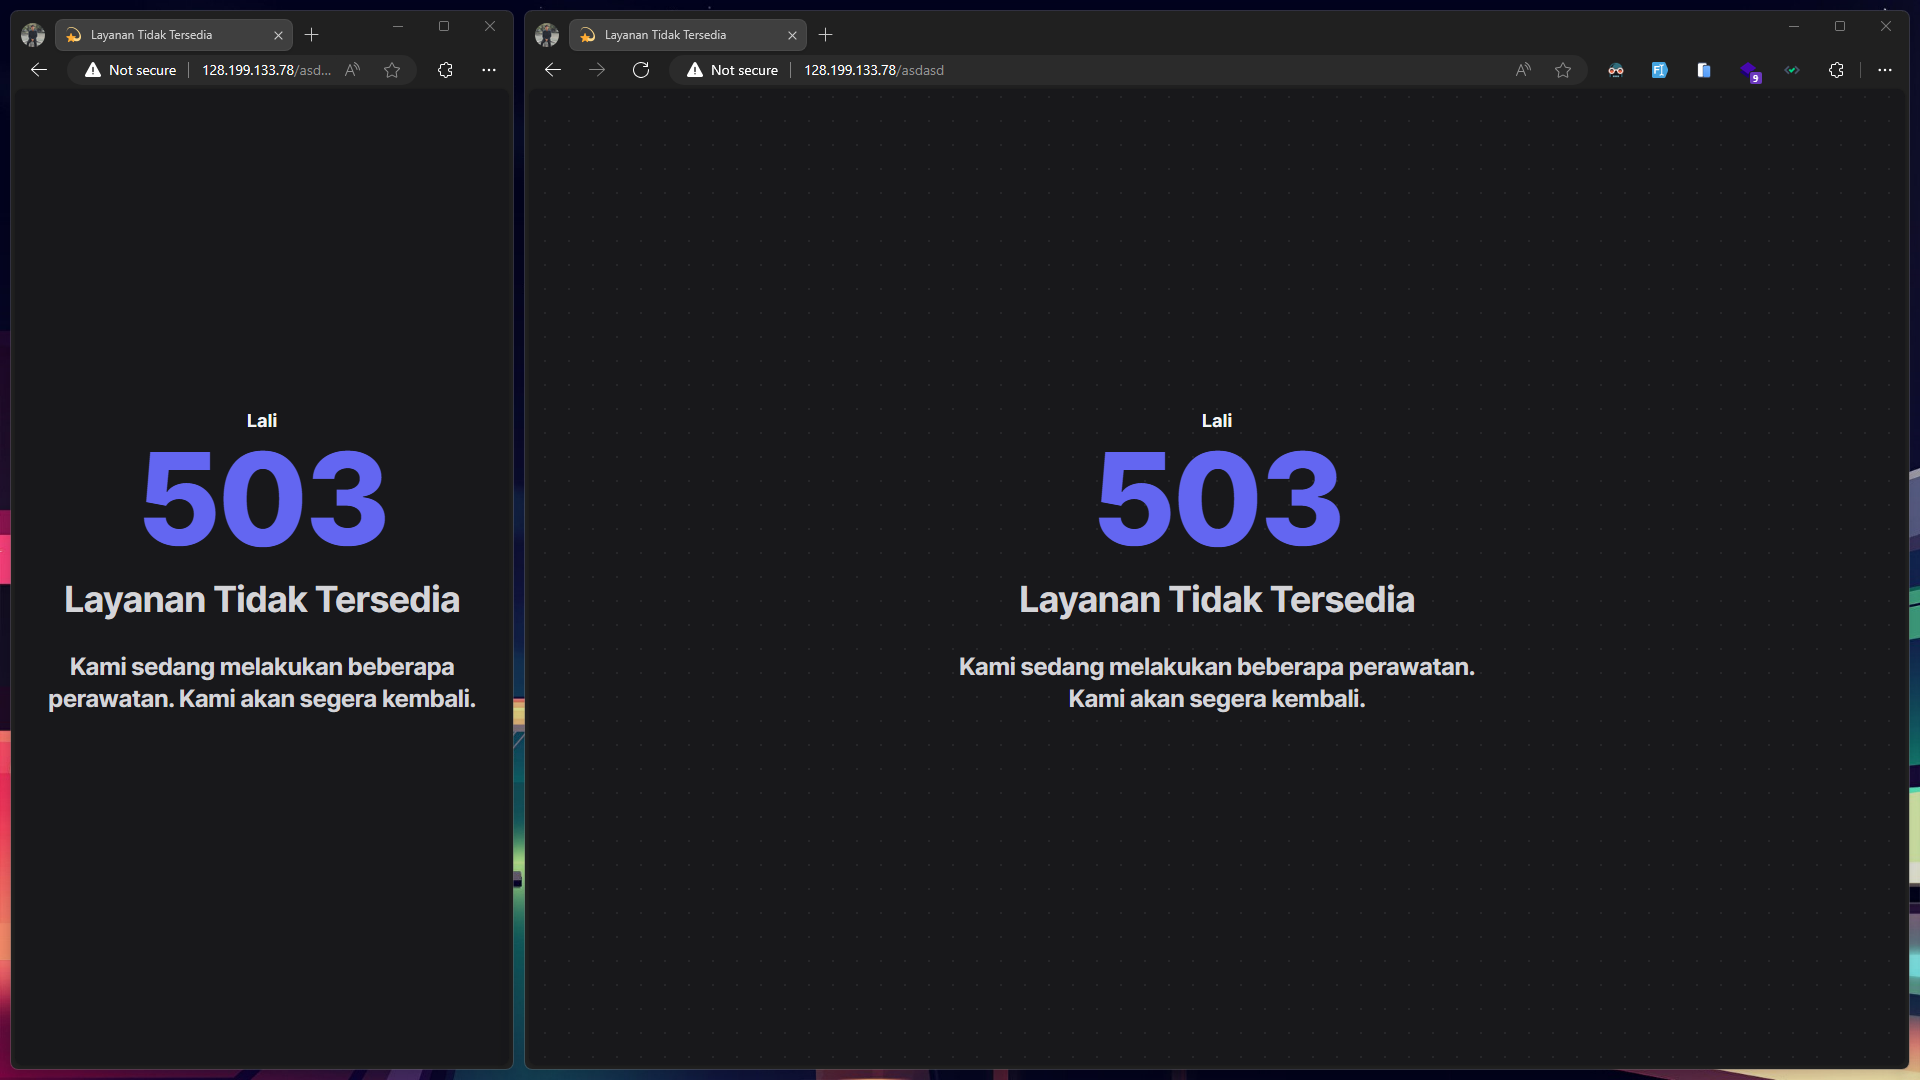 Layanan Tidak Tersedia
Not secure
128.199.133.78/asd...
Lali
503
Layanan Tidak Tersedia
Kami sedang melakukan beberapa
perawatan. Kami akan segera kembali.
Layanan Tidak Tersedia
Not secure
128.199.133.78/asdasd
9
Lali
503
Layanan Tidak Tersedia
Kami sedang melakukan beberapa perawatan.
Kami akan segera kembali.